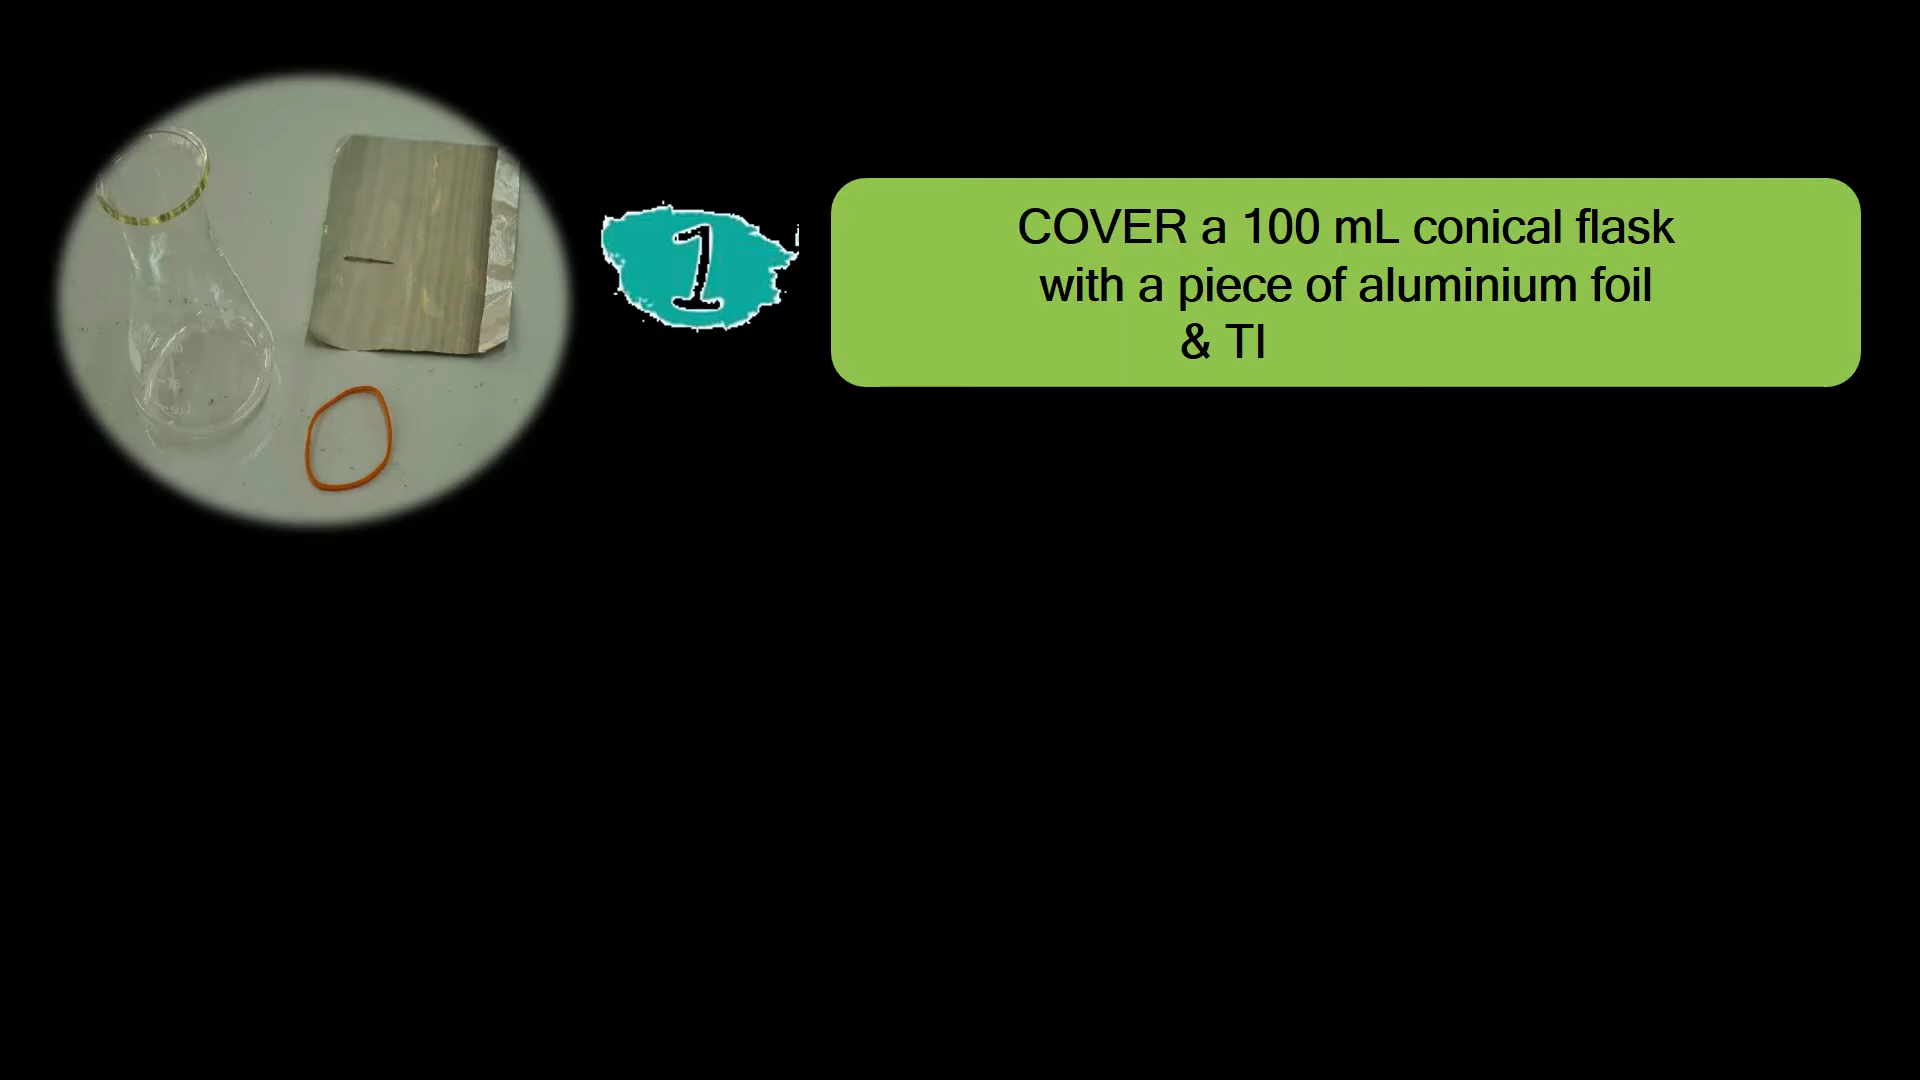 1
COVER a 100 mL conical flask
with a piece of aluminium foil
& TI